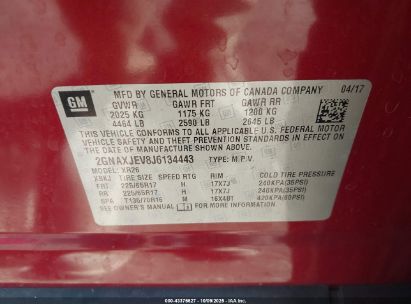 GM
MFD BY GENERAL MOTORS OF CANADA COMPANY 04/17
GVWR GAWR FRT GAWR RR
2025 KG 1175 KG 1200 KG
4464 LB 2590 LB 2645 LB
THIS VEHICLE CONFORMS TO ALL APPLICABLE U.S. FEDERAL MOTOR
VEHICLE SAFETY AND THEFT PREVENTION STANDARDS
IN EFFECT ON THE DATE OF MANUFACTURE SHOWN ABOVE.
2GNAXJEV8J6134443 TYPE: M.P.V.
MODEL: XR26
TIRE SIZE SPEED RTG RIM COLD TIRE PRESSURE
FRT 225/65R17 H 17X7J 240KPA(35PSI)
RR 225/65R17 H 17X7J 240KPA(35PSI)
SPA T135/70R16 M 16X4BT 420KPA(60PSI)
SEE OWNER'S MANUAL FOR ADDITIONAL INFORMATION